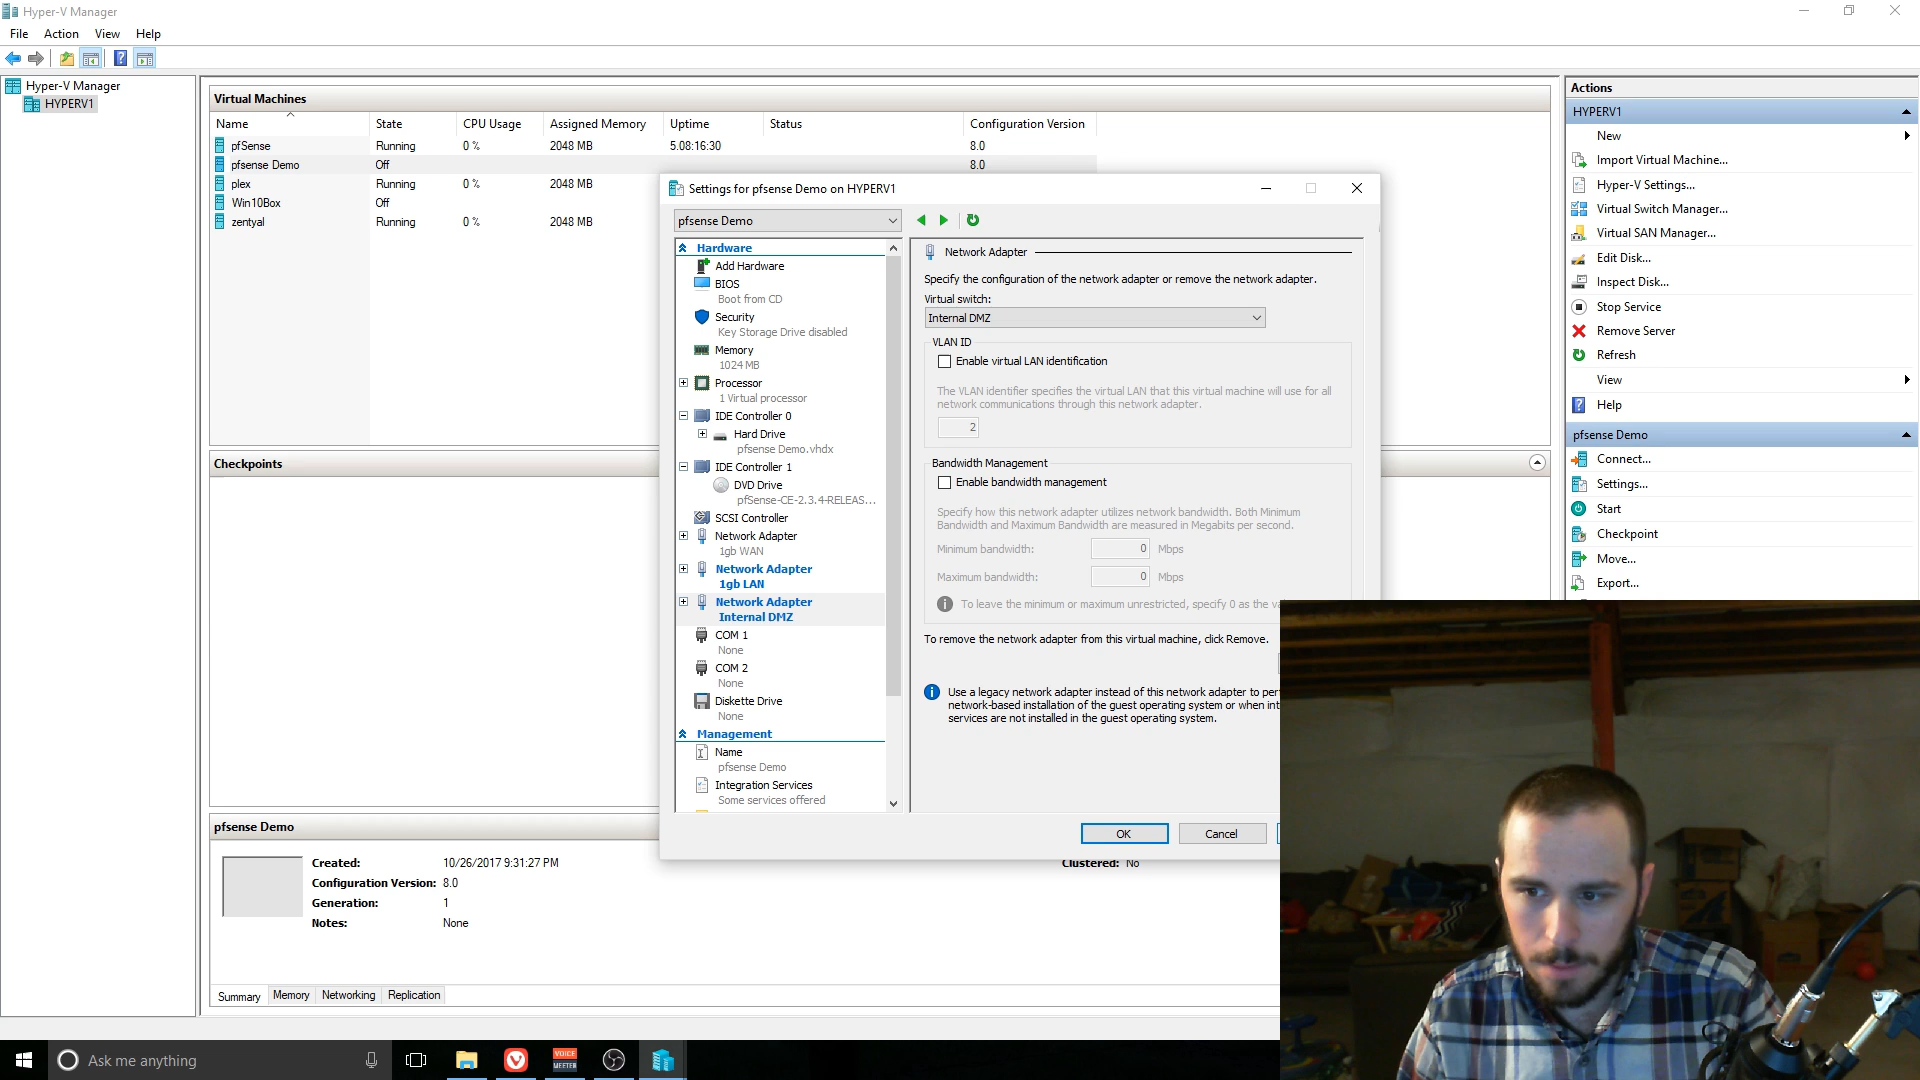 Hyper-V Manager
File Action View Help
Hyper-V Manager
HYPERV1
Virtual Machines
Name State CPU Usage Assigned Memory Uptime Status Configuration Version
pfSense Running 0 % 2048 MB 5.08:16:30 8.0
pfsense Demo Off 8.0
plex Running 0 % 2048 MB
Win10Box Off
zentyal Running 0 % 2048 MB
Checkpoints
pfsense Demo
Created: 10/26/2017 9:31:27 PM
Configuration Version: 8.0
Generation: 1
Notes: None
Clustered: No
Summary Memory Networking Replication
Settings for pfsense Demo on HYPERV1
pfsense Demo
Hardware
Add Hardware
BIOS
Boot from CD
Security
Key Storage Drive disabled
Memory
1024 MB
Processor
1 Virtual processor
IDE Controller 0
Hard Drive
pfsense Demo.vhdx
IDE Controller 1
DVD Drive
pfSense-CE-2.3.4-RELEAS...
SCSI Controller
Network Adapter
1gb WAN
Network Adapter
1gb LAN
Network Adapter
Internal DMZ
COM 1
None
COM 2
None
Diskette Drive
None
Management
Name
pfsense Demo
Integration Services
Some services offered
Network Adapter
Specify the configuration of the network adapter or remove the network adapter.
Virtual switch:
Internal DMZ
VLAN ID
Enable virtual LAN identification
The VLAN identifier specifies the virtual LAN that this virtual machine will use for all
network communications through this network adapter.
2
Bandwidth Management
Enable bandwidth management
Specify how this network adapter utilizes network bandwidth. Both Minimum
Bandwidth and Maximum Bandwidth are measured in Megabits per second.
Minimum bandwidth: 0 Mbps
Maximum bandwidth: 0 Mbps
To leave the minimum or maximum unrestricted, specify 0 as the
To remove the network adapter from this virtual machine, click Remove.
Use a legacy network adapter instead of this network adapter to
network-based installation of the guest operating system or when
services are not installed in the guest operating system.
OK Cancel
Actions
HYPERV1
New
Import Virtual Machine...
Hyper-V Settings...
Virtual Switch Manager...
Virtual SAN Manager...
Edit Disk...
Inspect Disk...
Stop Service
Remove Server
Refresh
View
Help
pfsense Demo
Connect...
Settings...
Start
Checkpoint
Move...
Export...
Ask me anything
VOICE
MEETER